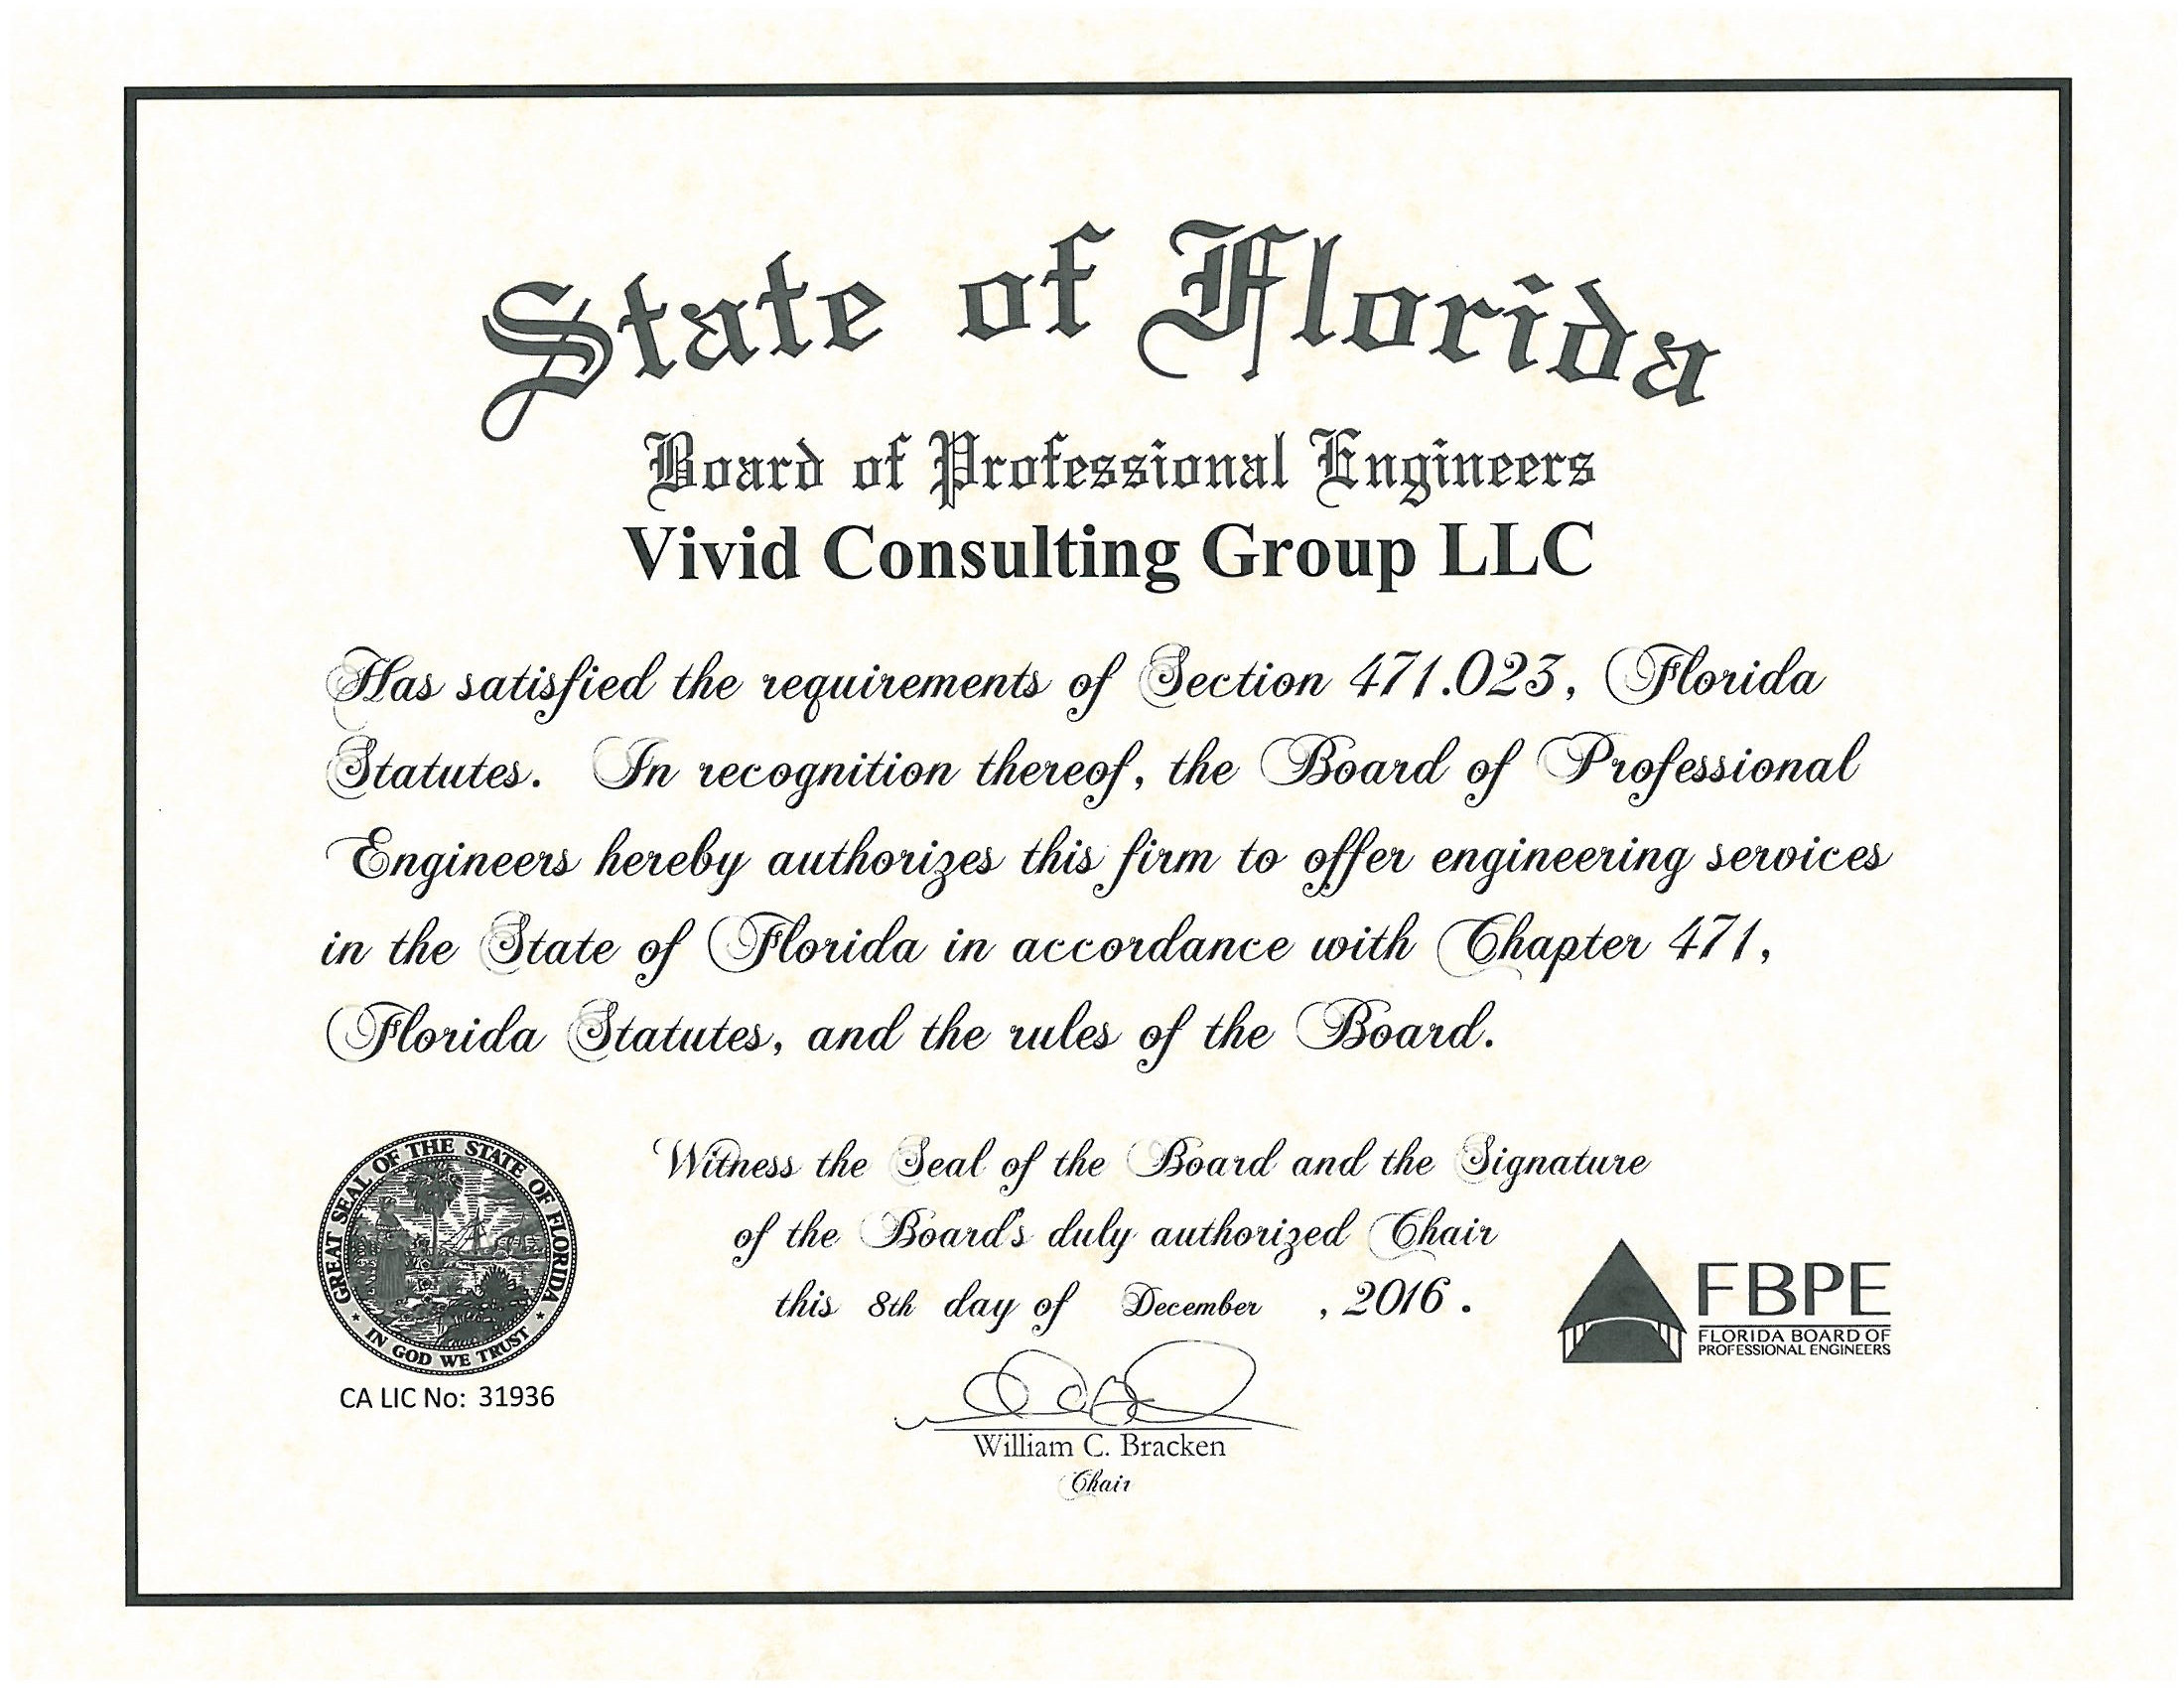 State of Florida
Board of Professional Engineers
Vivid Consulting Group LLC
Has satisfied the requirements of Section 471.023, Florida
Statutes. In recognition thereof, the Board of Professional
Engineers hereby authorizes this firm to offer engineering services
in the State of Florida in accordance with Chapter 471,
Florida Statutes, and the rules of the Board.
GREAT SEAL OF THE STATE OF FLORIDA
IN GOD WE TRUST
CA LIC No: 31936
Witness the Seal of the Board and the Signature
of the Board's duly authorized Chair
this 8th day of December , 2016 .
William C. Bracken
Chair
FBPE
FLORIDA BOARD OF
PROFESSIONAL ENGINEERS